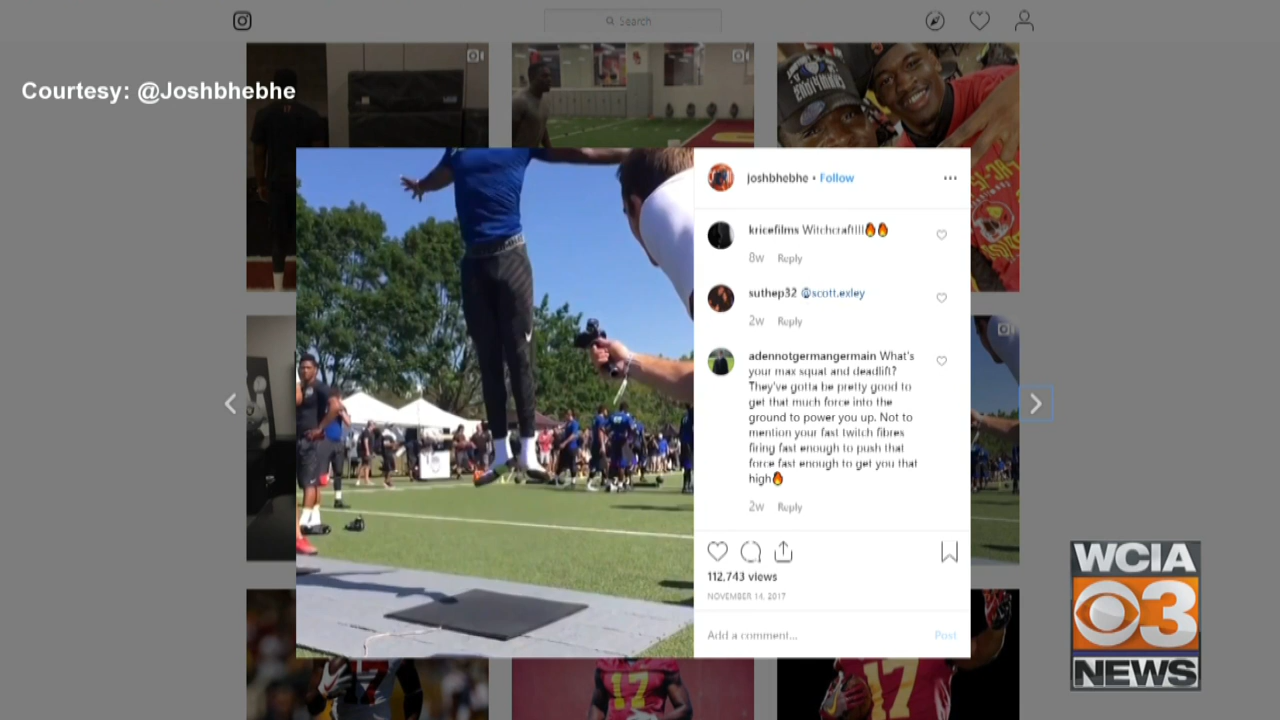 Search
Courtesy: @Joshbhebhe
joshbhebhe • Follow
kricefilms Witchcraft!!!🔥🔥
8w Reply
suthep32 @scott.exley
2w Reply
adennotgermangermain What's
your max squat and deadlift?
They've gotta be pretty good to
get that much force into the
ground to power you up. Not to
mention your fast twitch fibres
firing fast enough to push that
force fast enough to get you that
high🔥
2w Reply
112,743 views
NOVEMBER 14, 2017
Add a comment...
Post
17
17
17
WCIA
3
NEWS